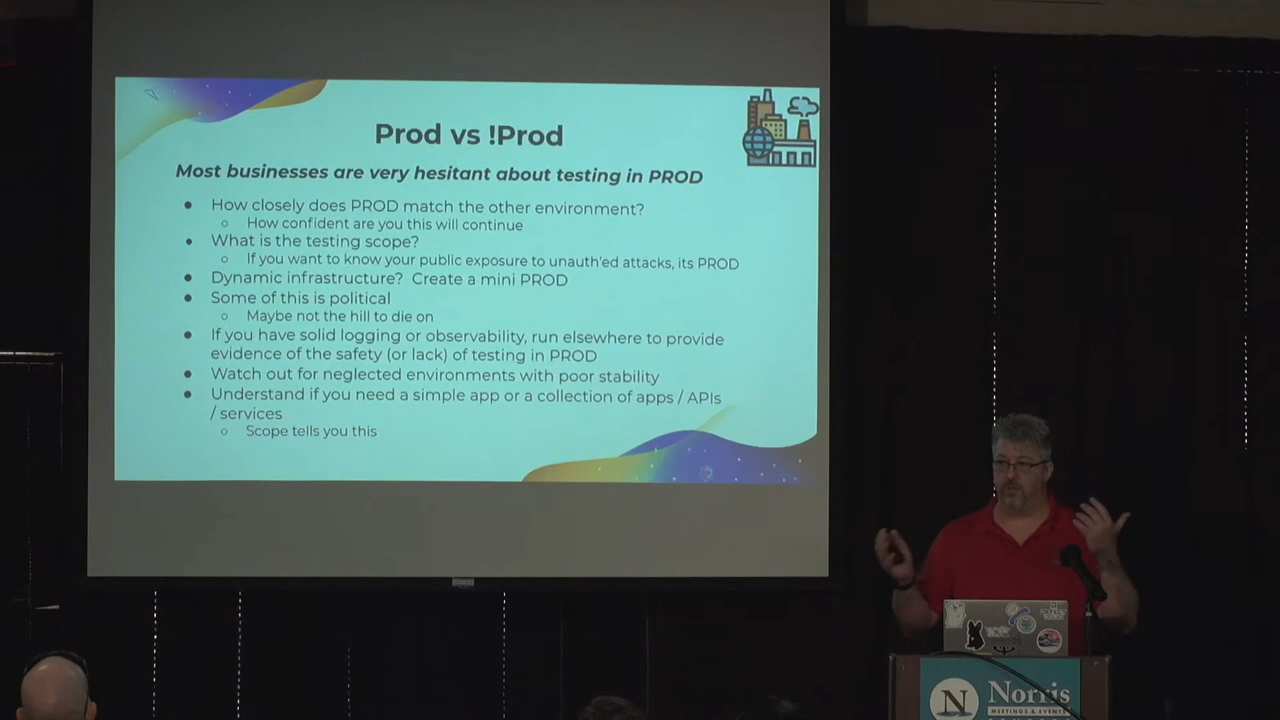 Prod vs !Prod
Most businesses are very hesitant about testing in PROD
● How closely does PROD match the other environment?
○ How confident are you this will continue
● What is the testing scope?
○ If you want to know your public exposure to unauth'ed attacks, its PROD
● Dynamic infrastructure? Create a mini PROD
● Some of this is political
○ Maybe not the hill to die on
● If you have solid logging or observability, run elsewhere to provide
evidence of the safety (or lack) of testing in PROD
● Watch out for neglected environments with poor stability
● Understand if you need a simple app or a collection of apps / APIs
/ services
○ Scope tells you this
N
Norris
MEETINGS & EVENTS